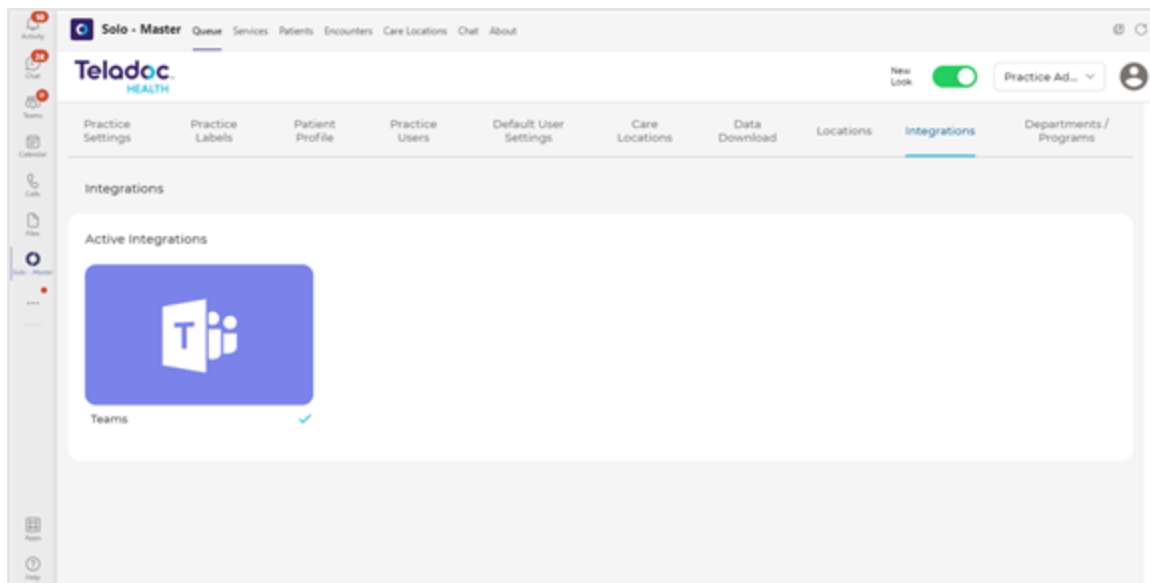 Solo - Master Queue Services Patients Encounters Care Locations Chat About
Activity
Chat
Teams
Calendar
Calls
Files
Solo - Master
Apps
Help
Teladoc
HEALTH
New
Look
Practice Ad...
Practice
Settings
Practice
Labels
Patient
Profile
Practice
Users
Default User
Settings
Care
Locations
Data
Download
Locations
Integrations
Departments /
Programs
Integrations
Active Integrations
T
Teams